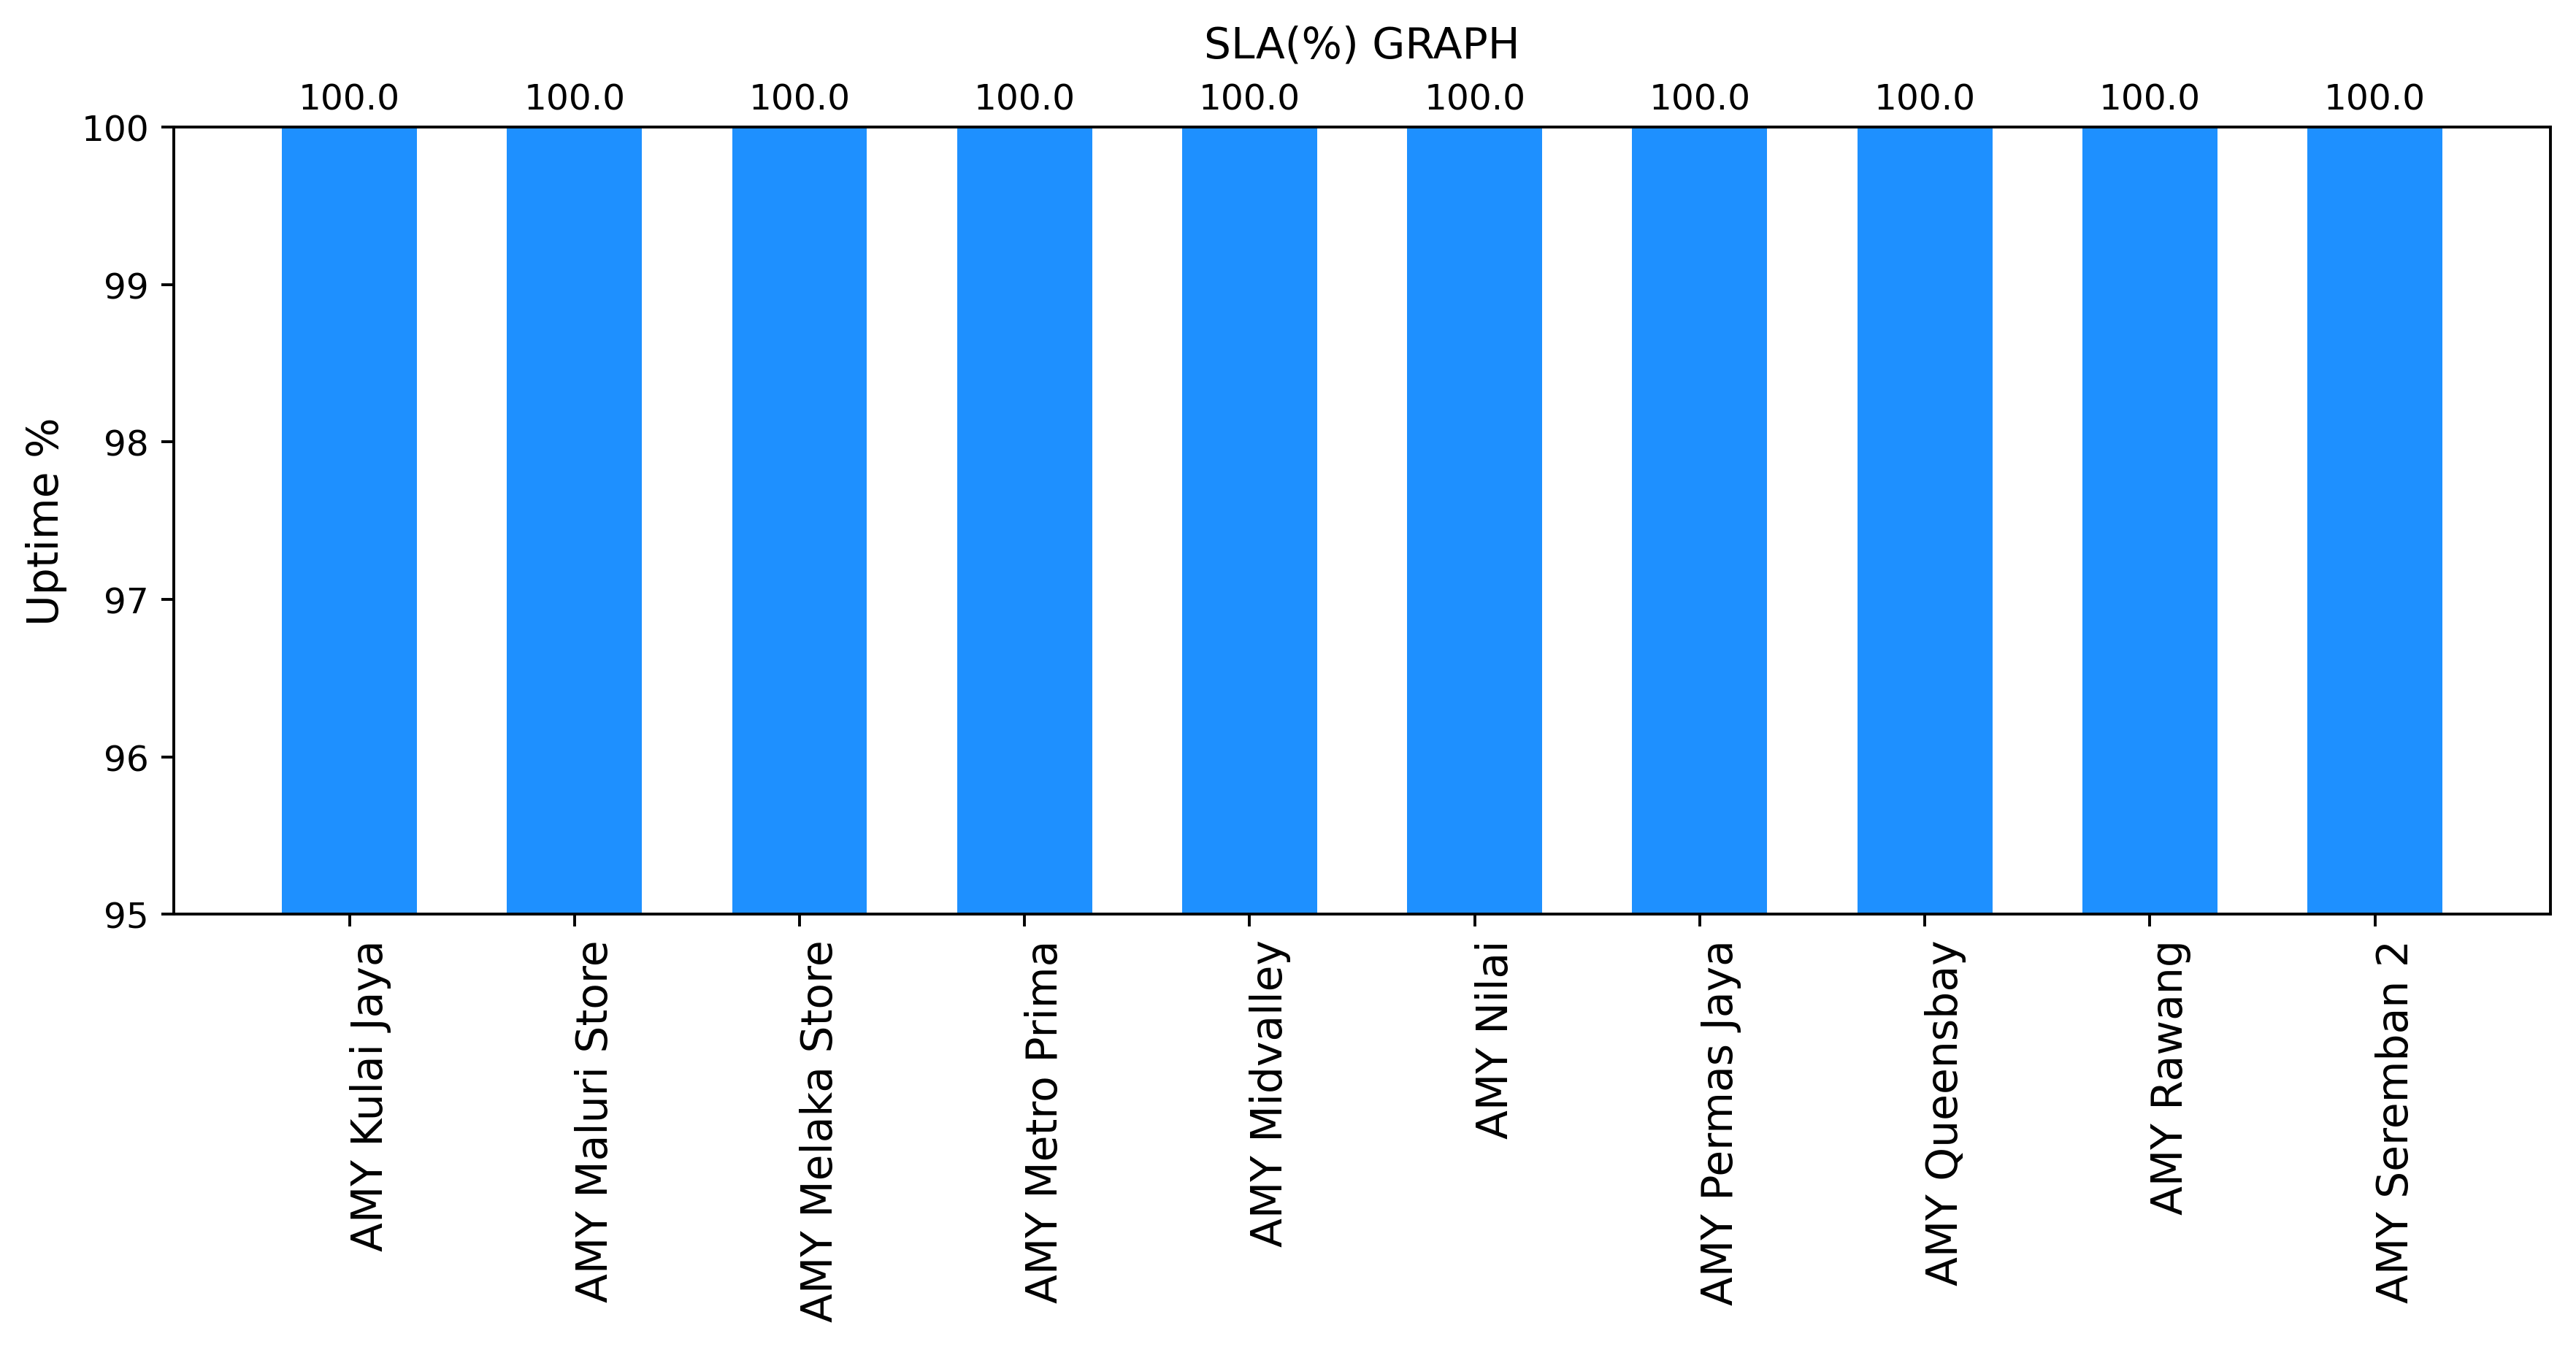 SLA(%) GRAPH
100.0 100.0 100.0 100.0 100.0 100.0 100.0 100.0 100.0 100.0
100
99
98
97
96
95
Uptime %
AMY Kulai Jaya
AMY Maluri Store
AMY Melaka Store
AMY Metro Prima
AMY Midvalley
AMY Nilai
AMY Permas Jaya
AMY Queensbay
AMY Rawang
AMY Seremban 2